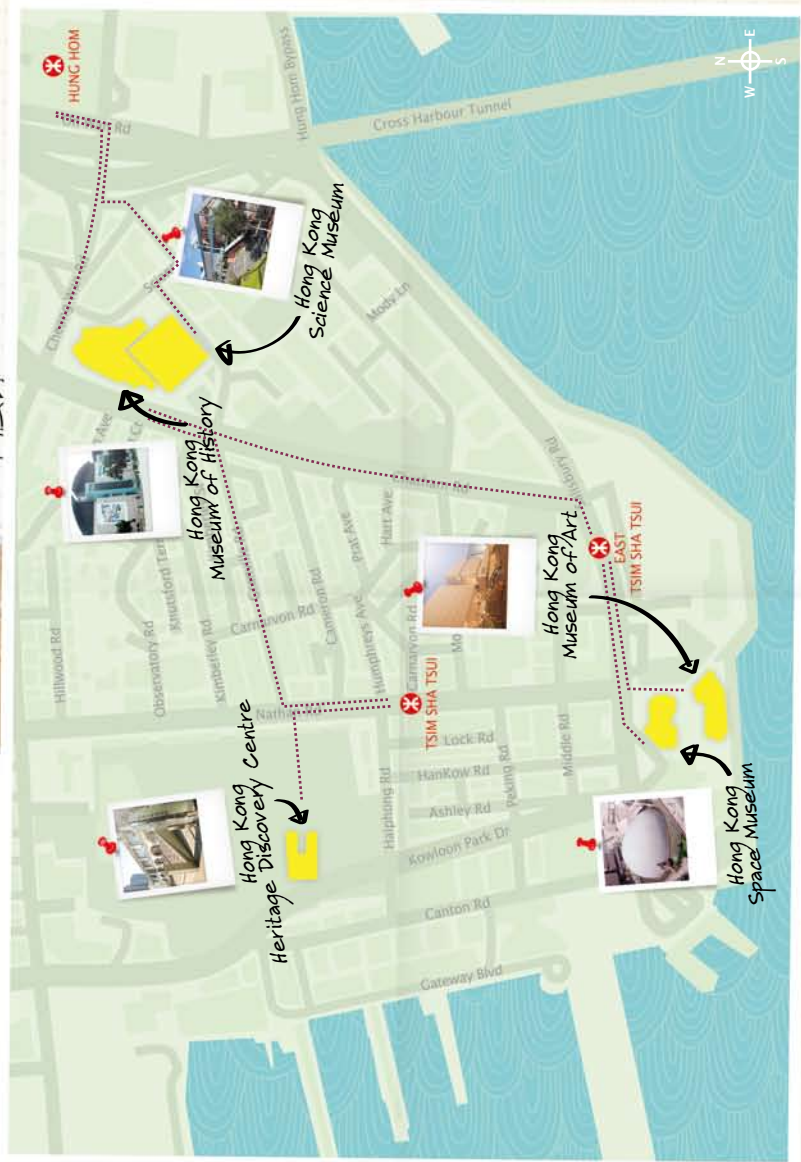 HUNG HOM
Hung Hom Bypass
Cross Harbour Tunnel
N
E
S
W
Hong Kong
Science Museum
Mody Ln
Hong Kong
Museum of History
Hillwood Rd
Observatory Rd
Knutsford Ter
Kimberley Rd
Carnarvon Rd
Cameron Rd
Prat Ave
Hart Ave
Humphreys Ave
Carnarvon Rd
Nathan Rd
TSIM SHA TSUI
EAST
TSIM SHA TSUI
Hong Kong
Museum of Art
Hong Kong
Heritage Discovery Centre
Haiphong Rd
Lock Rd
HanKow Rd
Ashley Rd
Peking Rd
Middle Rd
Kowloon Park Dr
Canton Rd
Gateway Blvd
Hong Kong
Space Museum